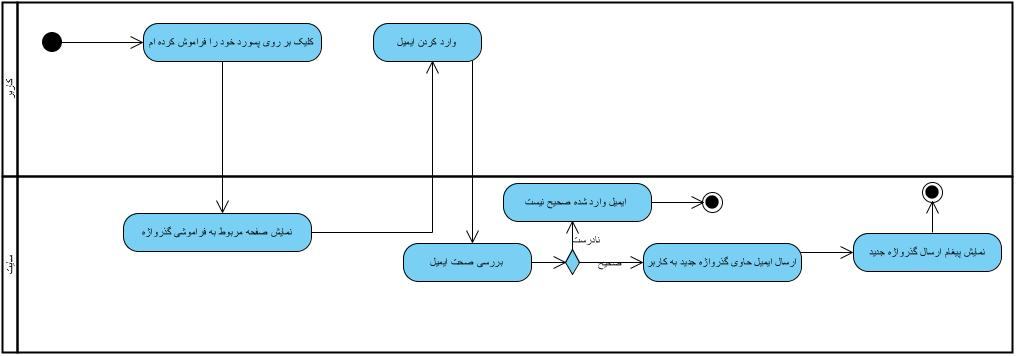 کاربر
کلیک بر روی پسورد خود را فراموش کرده ام
وارد کردن ایمیل
سایت
نمایش صفحه مربوط به فراموشی گذرواژه
بررسی صحت ایمیل
ایمیل وارد شده صحیح نیست
نادرست
صحیح
ارسال ایمیل حاوی گذرواژه جدید به کاربر
نمایش پیغام ارسال گذرواژه جدید